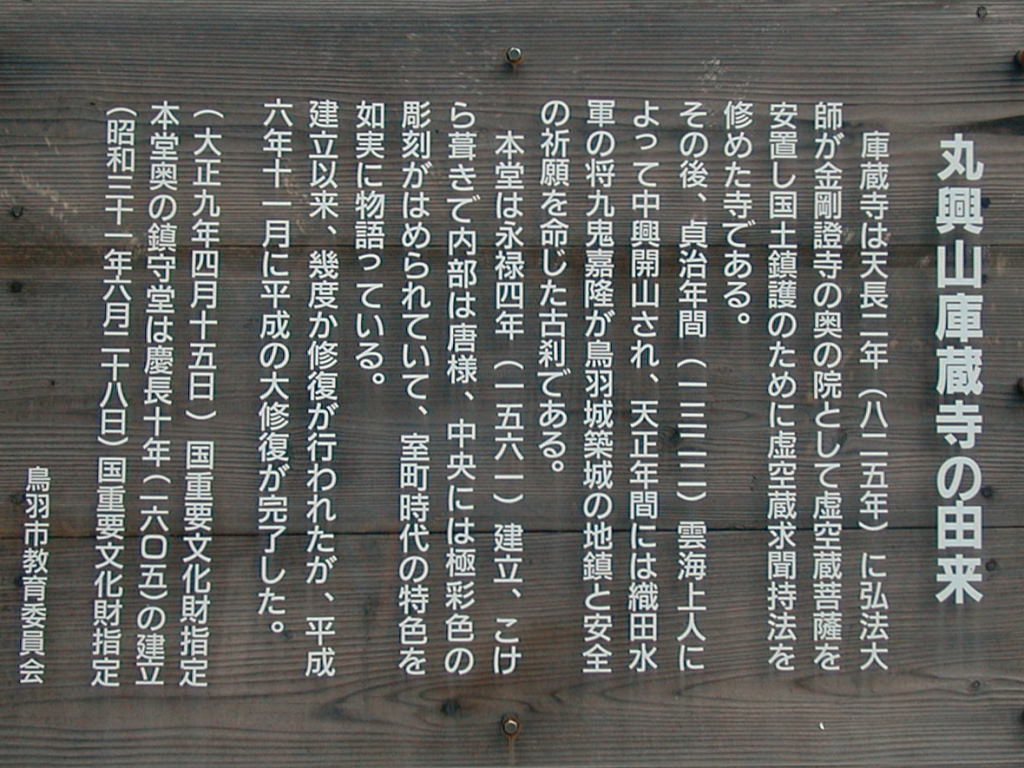 丸興山庫蔵寺の由来
庫蔵寺は天長二年（八二五年）に弘法大
師が金剛證寺の奥の院として虚空蔵菩薩を
安置し国土鎮護のために虚空蔵求聞持法を
修めた寺である。
その後、貞治年間（一三二二）雲海上人に
よって中興開山され、天正年間には織田水
軍の将九鬼嘉隆が鳥羽城築城の地鎮と安全
の祈願を命じた古刹である。
本堂は永禄四年（一五六一）建立、こけ
ら葺きで内部は唐様、中央には極彩色の
彫刻がはめられていて、室町時代の特色を
如実に物語っている。
建立以来、幾度か修復が行われたが、平成
六年十一月に平成の大修復が完了した。
（大正九年四月十五日）国重要文化財指定
本堂奥の鎮守堂は慶長十年（一六〇五）の建立
（昭和三十一年六月二十八日）国重要文化財指定
鳥羽市教育委員会